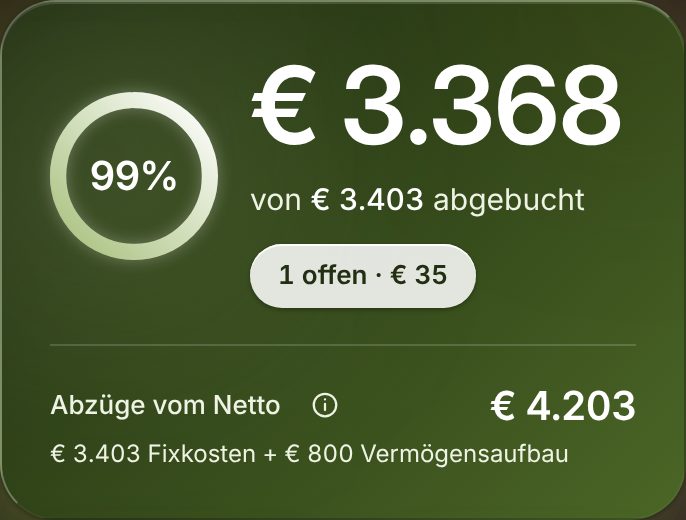 99%
€ 3.368
von € 3.403 abgebucht
1 offen · € 35
Abzüge vom Netto
€ 4.203
€ 3.403 Fixkosten + € 800 Vermögensaufbau